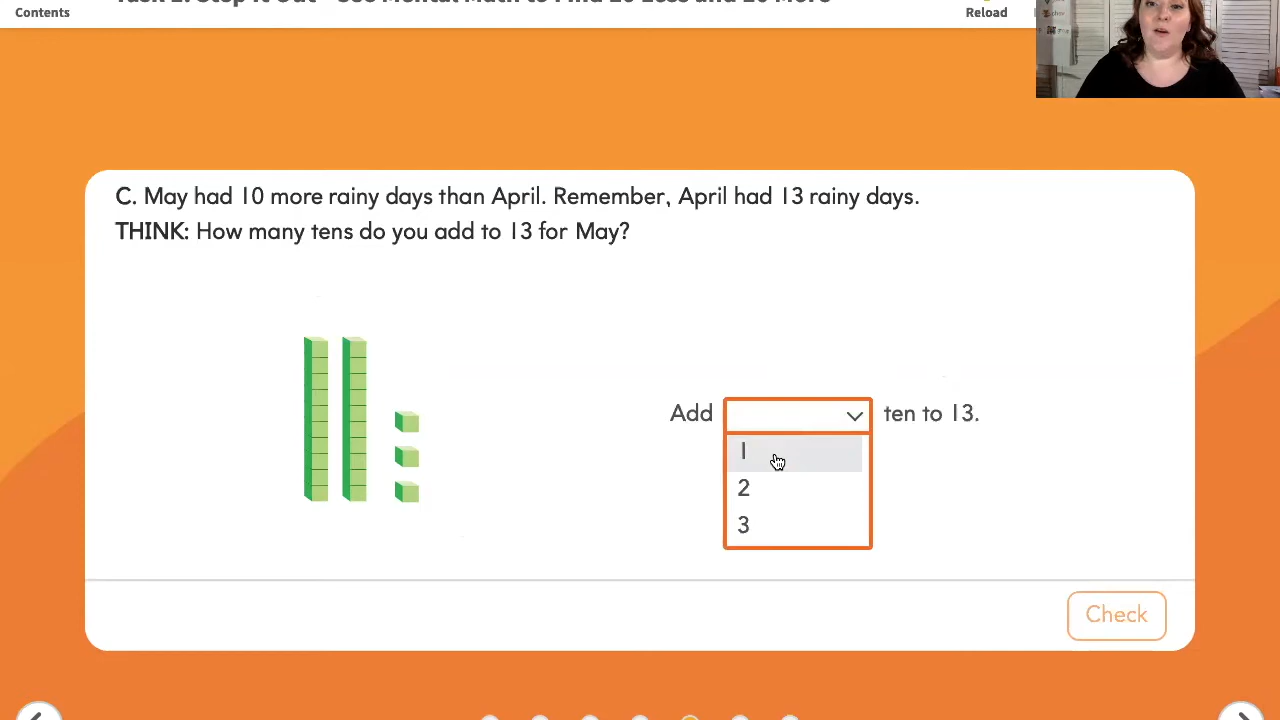 Contents
Reload
C. May had 10 more rainy days than April. Remember, April had 13 rainy days.
THINK: How many tens do you add to 13 for May?
Add ten to 13.
1
2
3
Check